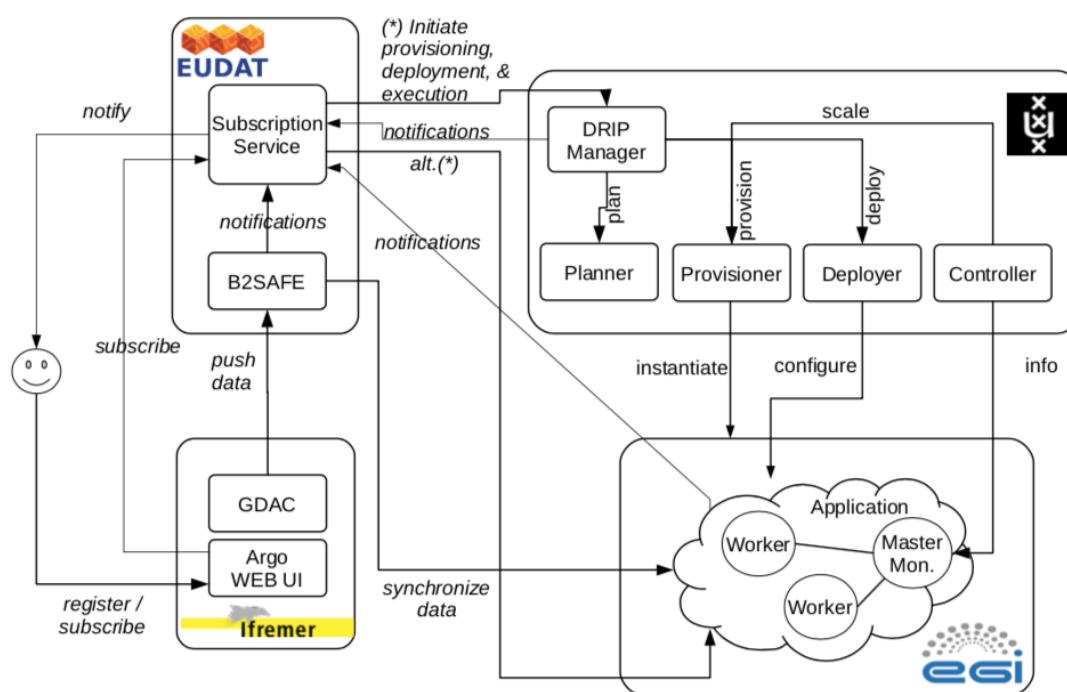 EUDAT
(*) Initiate
provisioning,
deployment, &
execution
notify
Subscription
Service
notifications
alt.(*)
DRIP
Manager
scale
plan
provision
deploy
notifications
notifications
B2SAFE
Planner
Provisioner
Deployer
Controller
subscribe
push
data
instantiate
configure
info
GDAC
Argo
WEB UI
register /
subscribe
Ifremer
synchronize
data
Application
Worker
Master
Mon.
Worker
eGI